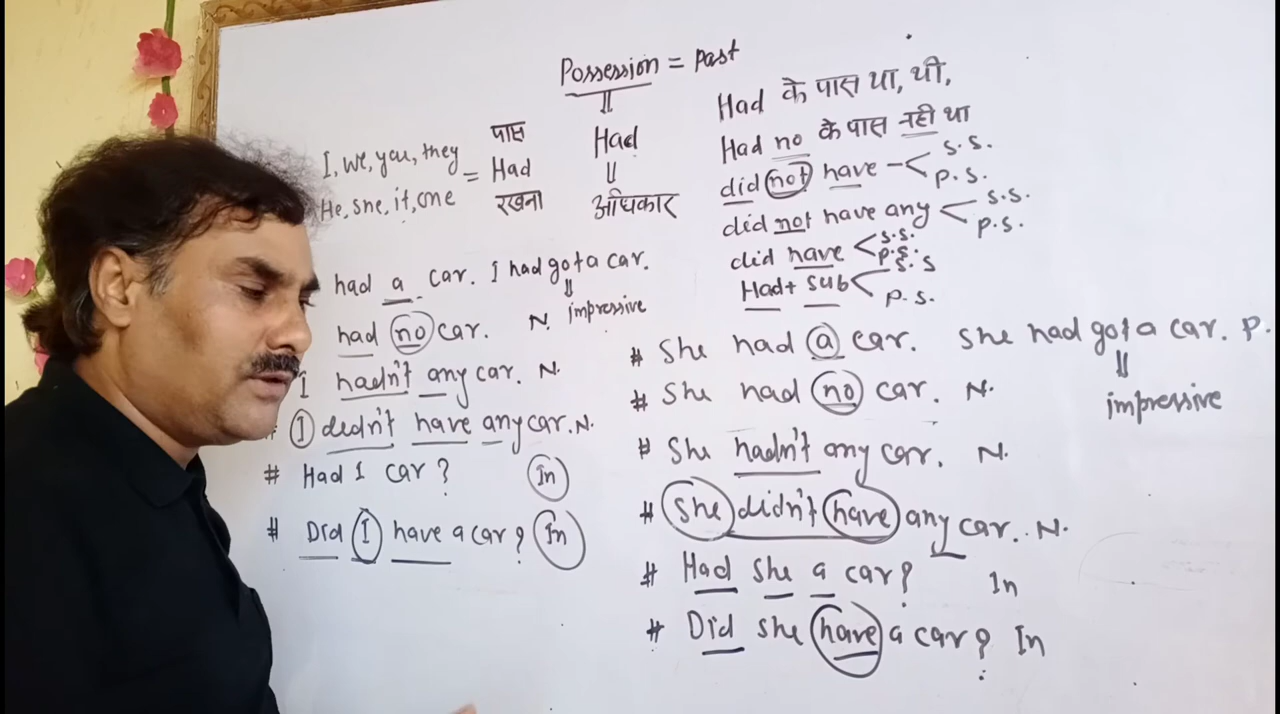 Possession = past
Had
अधिकार
I, we, you, they
He, she, it, one
= पास
Had
रखना
Had के पास था, थी,
Had no के पास नही था
did not have - s.s.
p.s.
did not have any s.s.
p.s.
did have s.s.
p.s.
Had + sub s.s
p.s.
had a car. I had got a car.
impressive
had no car. N.
I hadn't any car. N.
# I didn't have any car. N.
# Had I car? In
# Did I have a car? In
# She had a car. She had got a car. P.
impressive
# She had no car. N.
# She hadn't any car. N.
# She didn't have any car. N.
# Had she a car? In
# Did she have a car? In